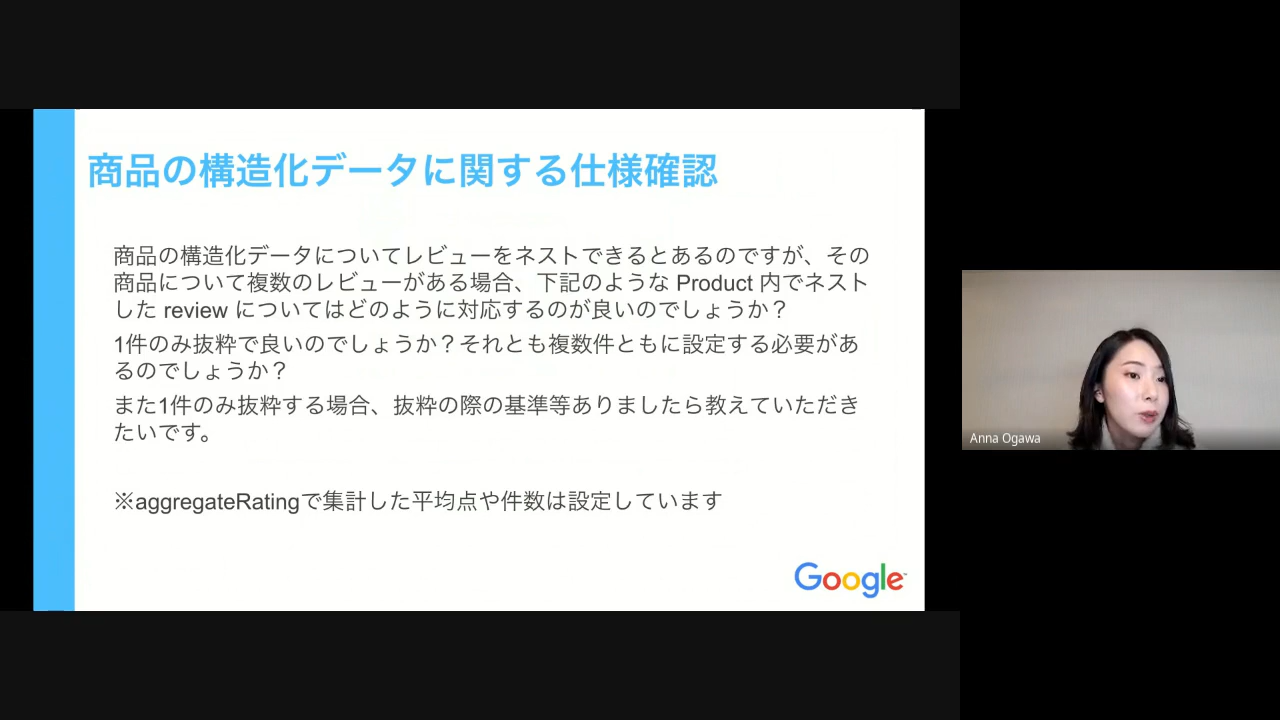 商品の構造化データに関する仕様確認
商品の構造化データについてレビューをネストできるとあるのですが、その
商品について複数のレビューがある場合、下記のような Product 内でネスト
した review についてはどのように対応するのが良いのでしょうか？
1件のみ抜粋で良いのでしょうか？それとも複数件ともに設定する必要があ
るのでしょうか？
また1件のみ抜粋する場合、抜粋の際の基準等ありましたら教えていただき
たいです。
※aggregateRatingで集計した平均点や件数は設定しています
Google
Anna Ogawa